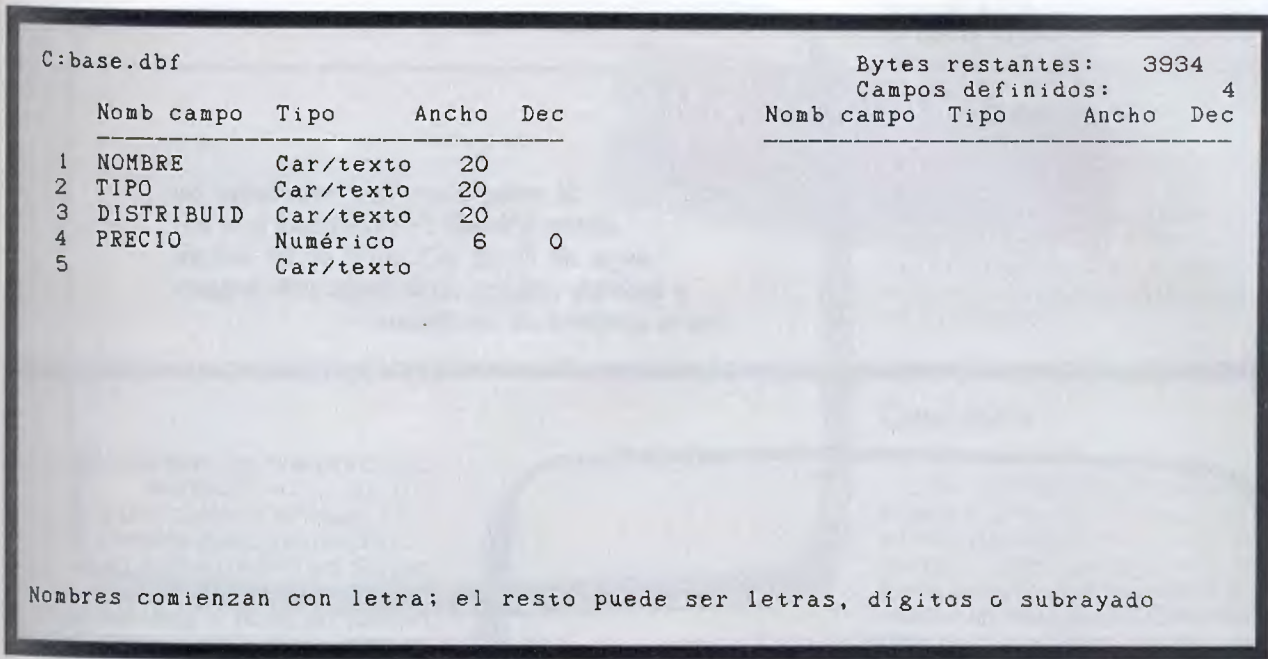 C:base.dbf Bytes restantes: 3934
Campos definidos: 4
Nomb campo Tipo Ancho Dec Nomb campo Tipo Ancho Dec
1 NOMBRE Car/texto 20
2 TIPO Car/texto 20
3 DISTRIBUID Car/texto 20
4 PRECIO Numérico 6 0
5 Car/texto
Nombres comienzan con letra; el resto puede ser letras, dígitos o subrayado